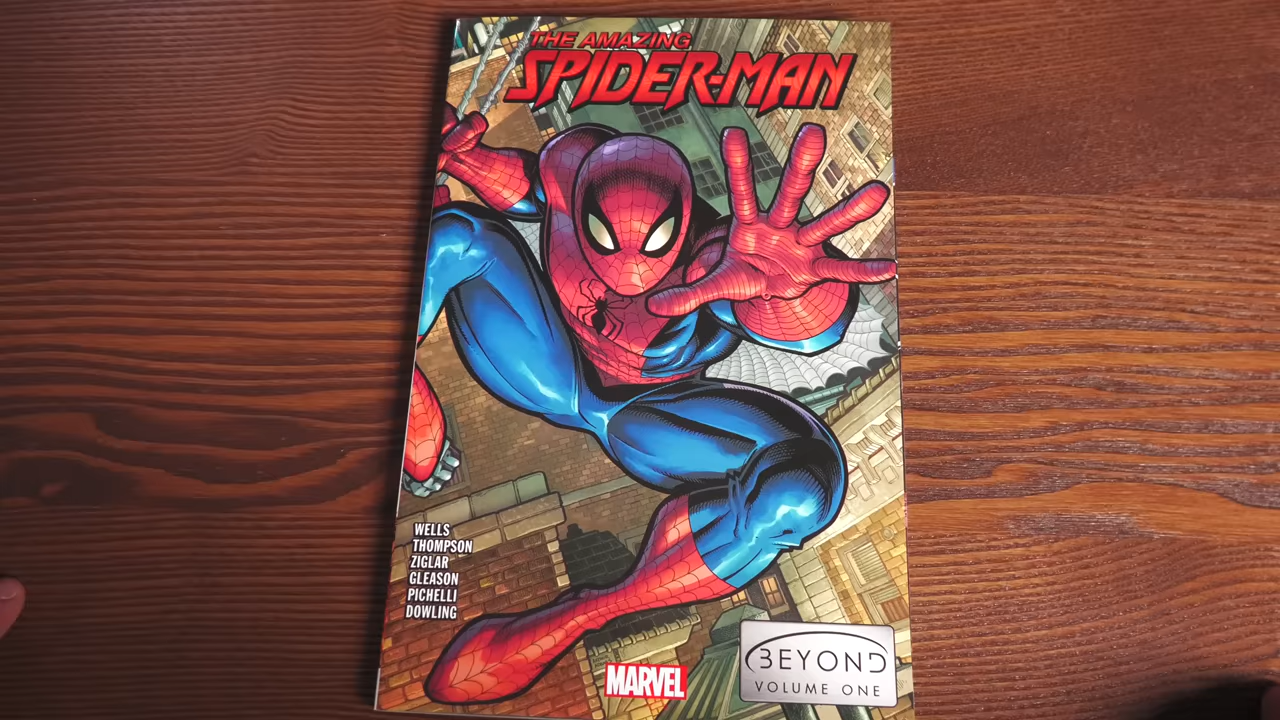 THE AMAZING
SPIDER-MAN
WELLS
THOMPSON
ZIGLAR
GLEASON
PICHELLI
DOWLING
MARVEL
BEYOND
VOLUME ONE